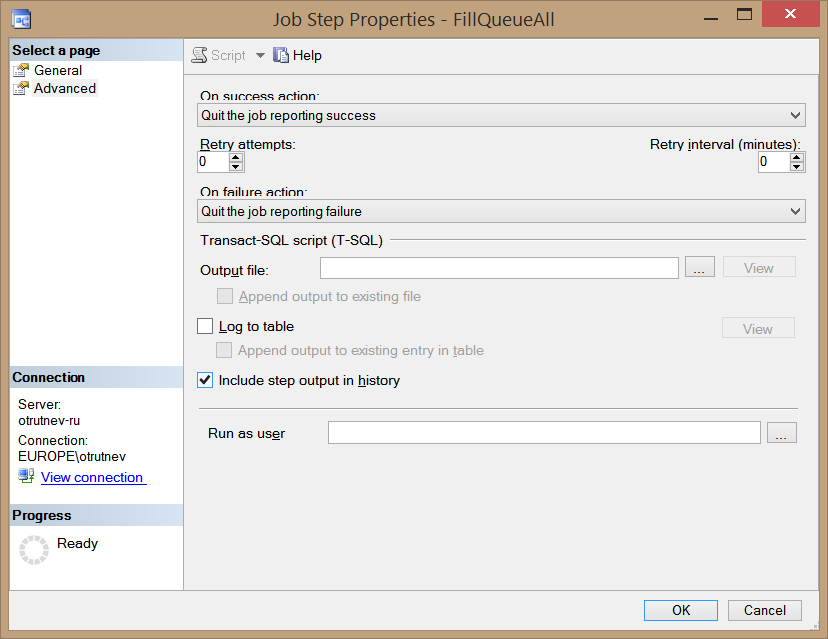 Job Step Properties - FillQueueAll
Select a page
General
Advanced
Script
Help
On success action:
Quit the job reporting success
Retry attempts:
Retry interval (minutes):
0
0
On failure action:
Quit the job reporting failure
Transact-SQL script (T-SQL)
Output file:
...
View
Append output to existing file
Log to table
View
Append output to existing entry in table
Include step output in history
Run as user
...
Connection
Server:
otrutnev-ru
Connection:
EUROPE\otrutnev
View connection
Progress
Ready
OK
Cancel